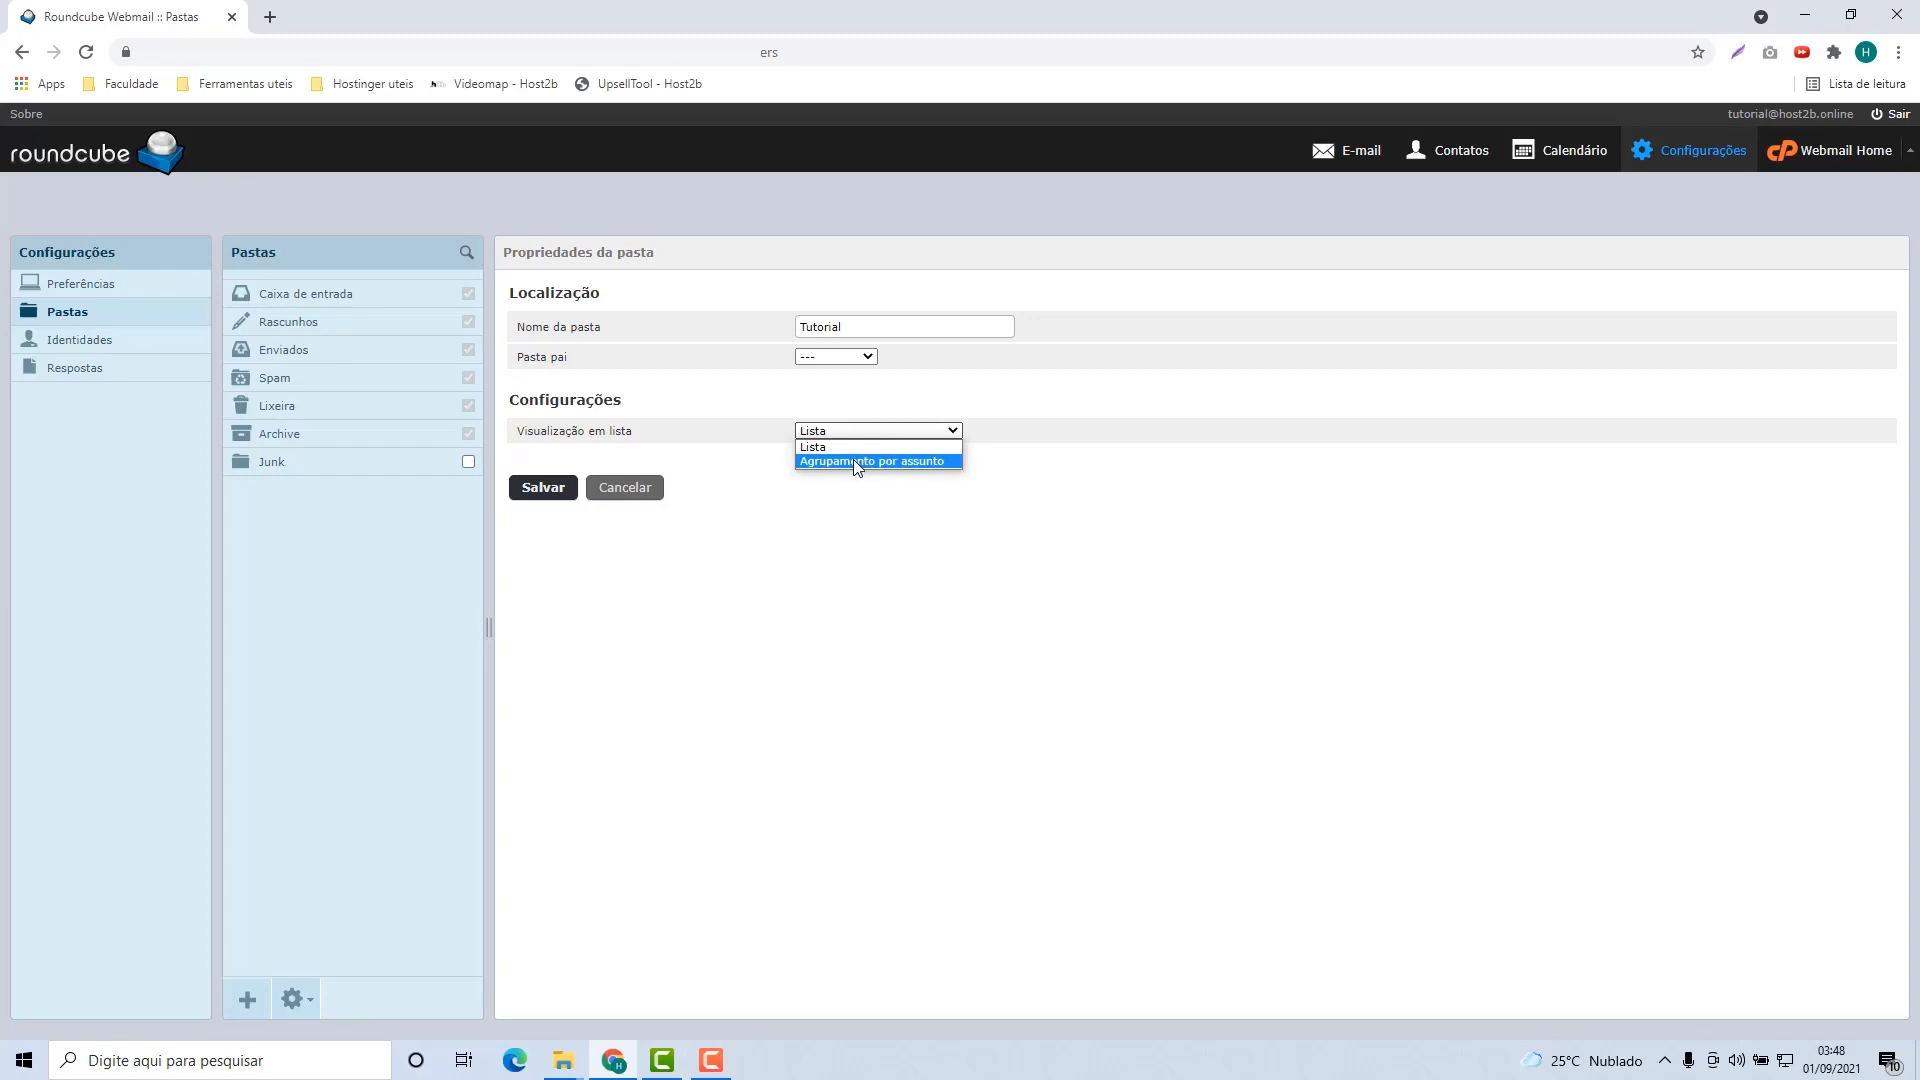 Roundcube Webmail :: Pastas
ers
H
Apps
Faculdade
Ferramentas uteis
Hostinger uteis
Videomap - Host2b
UpsellTool - Host2b
Lista de leitura
Sobre
tutorial@host2b.online
Sair
roundcube
E-mail
Contatos
Calendário
Configurações
cP Webmail Home
Configurações
Preferências
Pastas
Identidades
Respostas
Pastas
Caixa de entrada
Rascunhos
Enviados
Spam
Lixeira
Archive
Junk
Propriedades da pasta
Localização
Nome da pasta
Tutorial
Pasta pai
---
Configurações
Visualização em lista
Lista
Lista
Agrupamento por assunto
Salvar
Cancelar
Digite aqui para pesquisar
25°C Nublado
03:48
01/09/2021
10